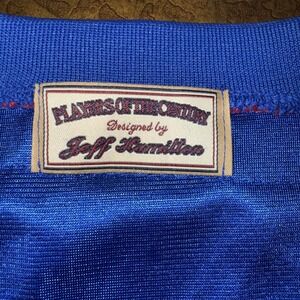 PLAYERS OF THE CENTURY
Designed by
Jeff Hamilton